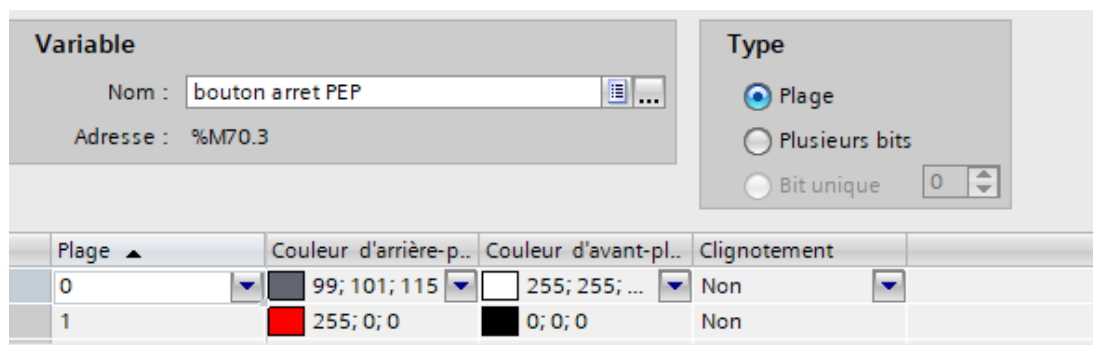 Variable
Type
Nom : bouton arret PEP ...
Plage
Adresse : %M70.3
Plusieurs bits
Bit unique 0
Plage Couleur d'arrière-p.. Couleur d'avant-pl.. Clignotement
0 99; 101; 115 255; 255; ... Non
1 255; 0; 0 0; 0; 0 Non